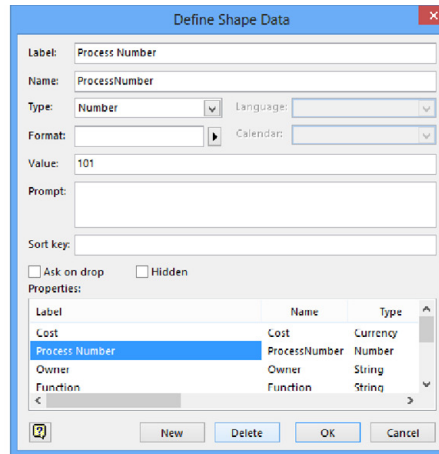 Define Shape Data
Label: Process Number
Name: ProcessNumber
Type: Number Language:
Format: Calendar:
Value: 101
Prompt:
Sort key:
Ask on drop Hidden
Properties:
Label Name Type
Cost Cost Currency
Process Number ProcessNumber Number
Owner Owner String
Function Function String
New Delete OK Cancel